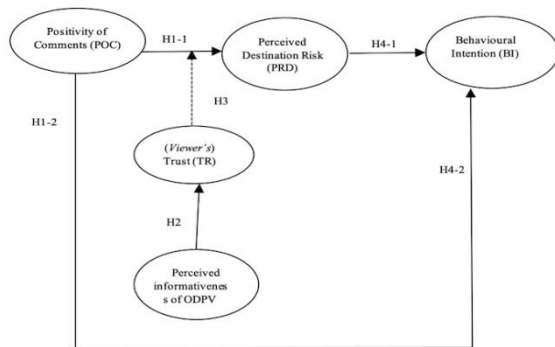 Positivity of
Comments (POC)
H1-1
Perceived
Destination Risk
(PRD)
H4-1
Behavioural
Intention (BI)
H3
H1-2
(Viewer's)
Trust (TR)
H4-2
H2
Perceived
informativenes
s of ODPV